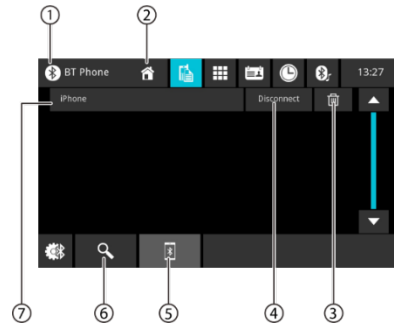 ① ②
BT Phone 13:27
iPhone Disconnect
⑦ ⑥ ⑤ ④ ③